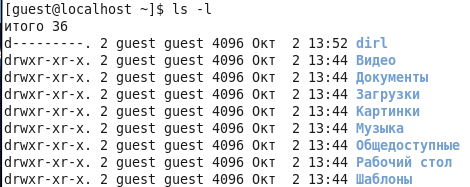 [guest@localhost ~]$ ls -l
итого 36
d---------. 2 guest guest 4096 Окт  2 13:52 dirl
drwxr-xr-x. 2 guest guest 4096 Окт  2 13:44 Видео
drwxr-xr-x. 2 guest guest 4096 Окт  2 13:44 Документы
drwxr-xr-x. 2 guest guest 4096 Окт  2 13:44 Загрузки
drwxr-xr-x. 2 guest guest 4096 Окт  2 13:44 Картинки
drwxr-xr-x. 2 guest guest 4096 Окт  2 13:44 Музыка
drwxr-xr-x. 2 guest guest 4096 Окт  2 13:44 Общедоступные
drwxr-xr-x. 2 guest guest 4096 Окт  2 13:44 Рабочий стол
drwxr-xr-x. 2 guest guest 4096 Окт  2 13:44 Шаблоны